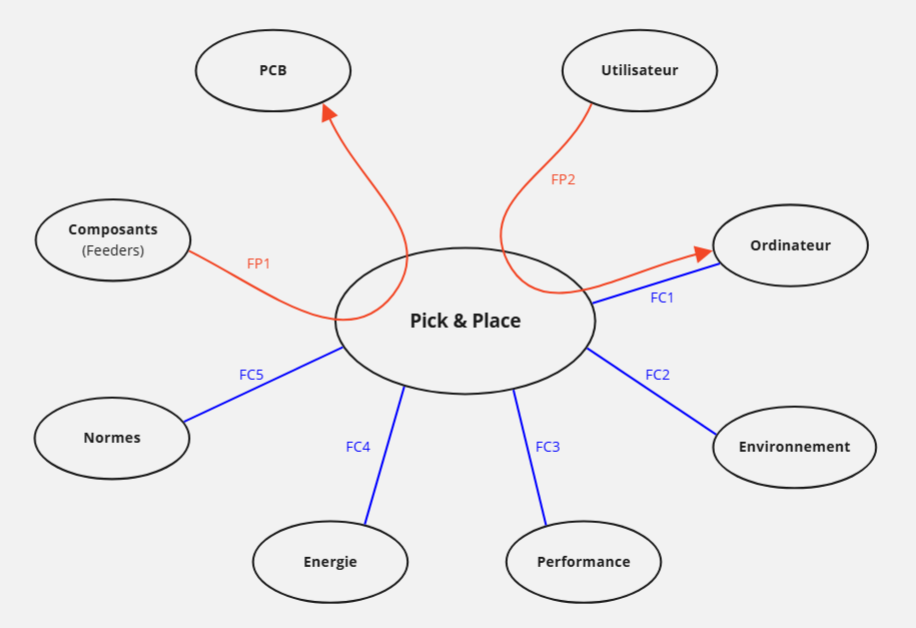 PCB
Utilisateur
FP2
Composants
(Feeders)
Ordinateur
FP1
FC1
Pick & Place
FC5
FC2
Normes
FC4
FC3
Environnement
Energie
Performance